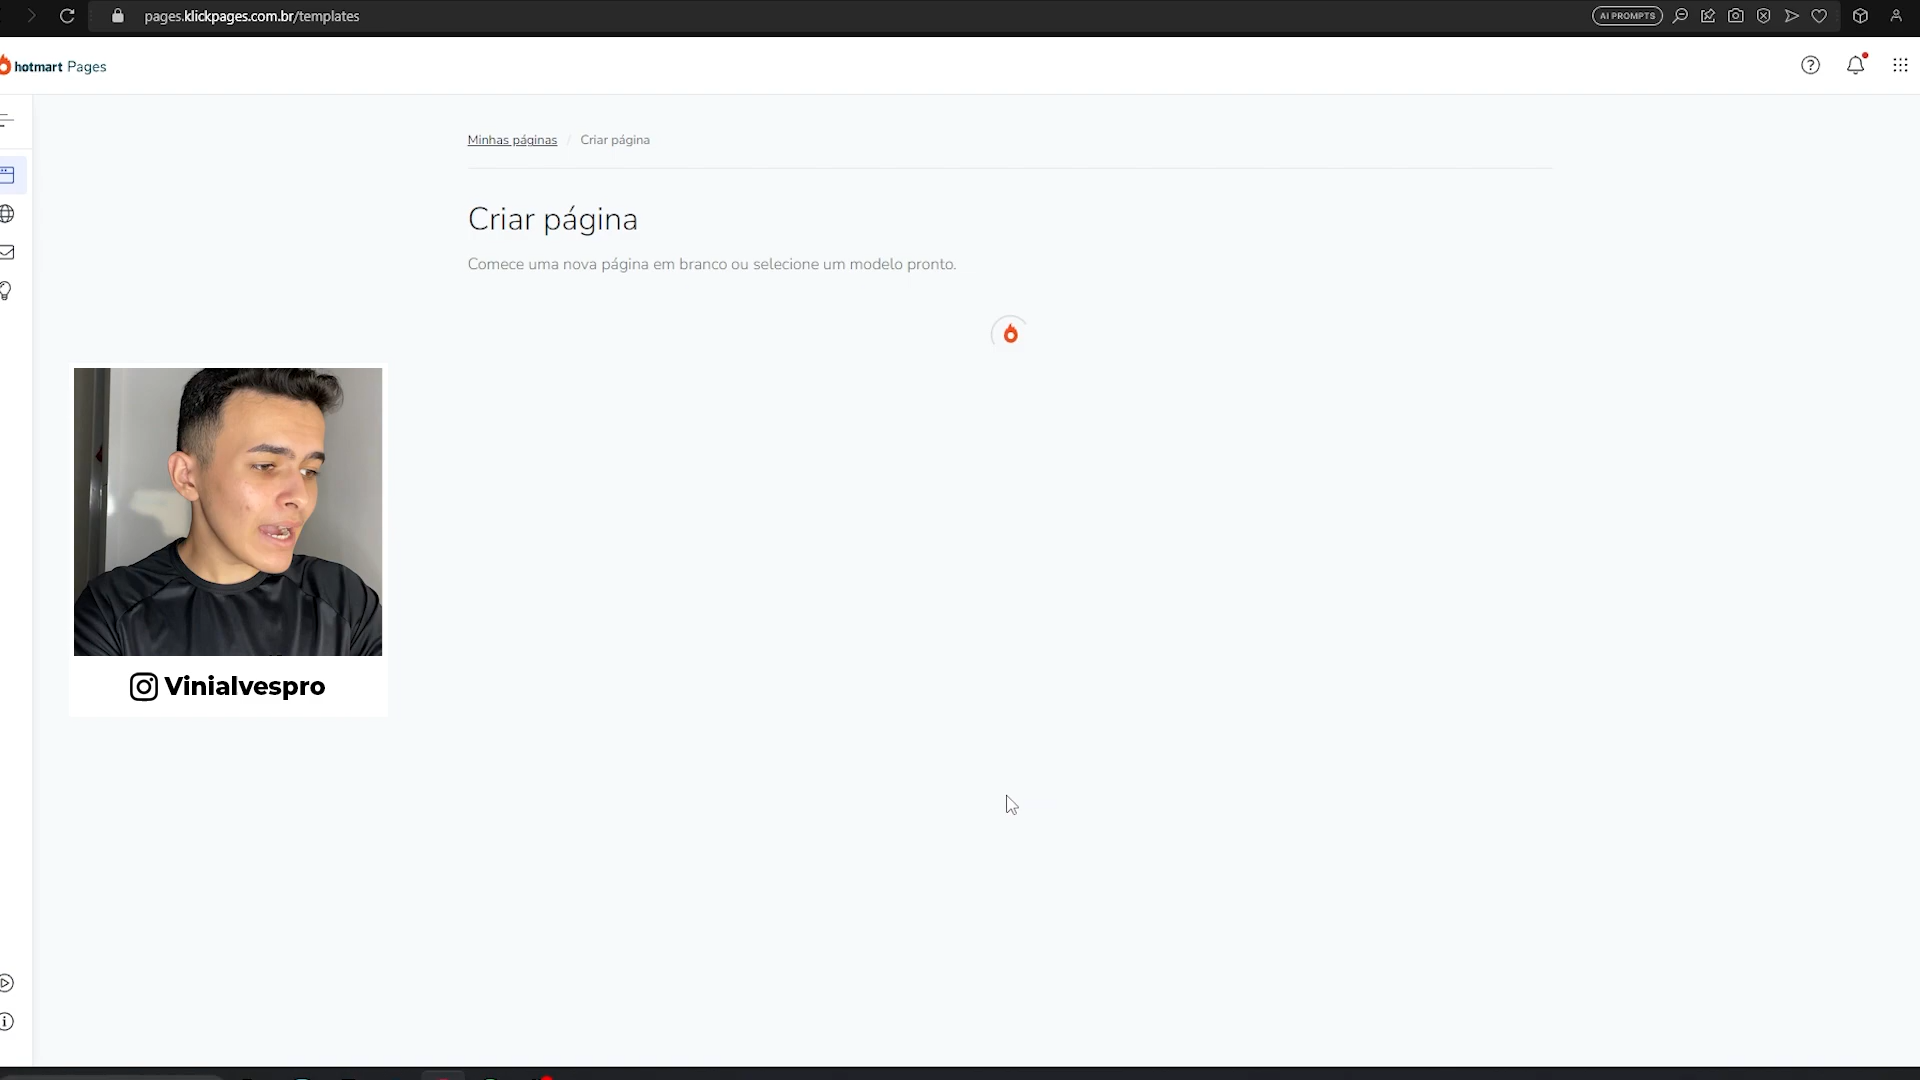 pages.klickpages.com.br/templates
AI PROMPTS
hotmart Pages
Minhas páginas / Criar página
Criar página
Comece uma nova página em branco ou selecione um modelo pronto.
Vinialvespro